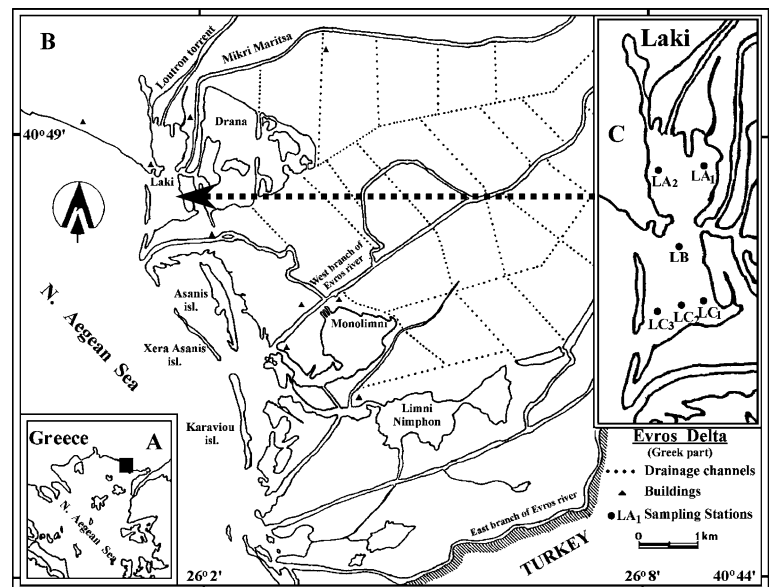 B
Loutron torrent
Mikri Maritsa
Drana
40°49'
Laki
West branch of
Evros river
Asanis
isl.
Monolimni
Xera Asanis
isl.
N. Aegean Sea
Karaviou
isl.
Limni
Nimphon
East branch of Evros river
TURKEY
26°2'
26°8'
40°44'
Greece
A
N. Aegean Sea
Laki
C
LA2
LA1
LB
LC3
LC2
LC1
Evros Delta
(Greek part)
Drainage channels
Buildings
LA1 Sampling Stations
0 1km